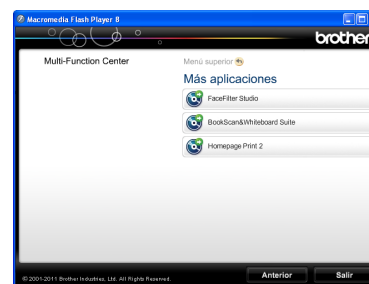 Macromedia Flash Player 8
brother
Multi-Function Center
Menú superior
Más aplicaciones
FaceFilter Studio
BookScan&Whiteboard Suite
Homepage Print 2
© 2001-2011 Brother Industries, Ltd. All Rights Reserved.
Anterior
Salir